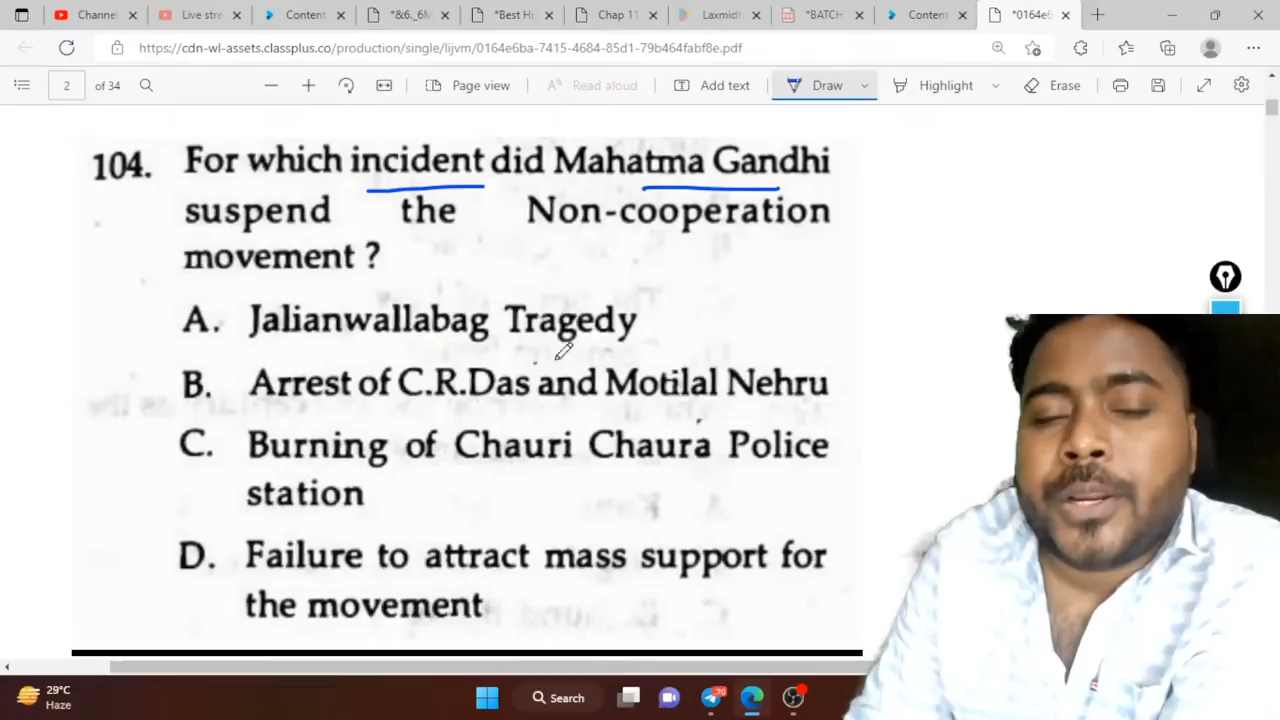 Channel
Live stre
Content
*&6._6M
*Best Hi
Chap 11
Laxmidh
*BATCH
Content
*0164e6
https://cdn-wl-assets.classplus.co/production/single/lijvm/0164e6ba-7415-4684-85d1-79b464fabf8e.pdf
2 of 34
Page view
Read aloud
Add text
Draw
Highlight
Erase
104. For which incident did Mahatma Gandhi
suspend the Non-cooperation
movement ?
A. Jalianwallabag Tragedy
B. Arrest of C.R.Das and Motilal Nehru
C. Burning of Chauri Chaura Police
station
D. Failure to attract mass support for
the movement
29°C
Haze
Search
70